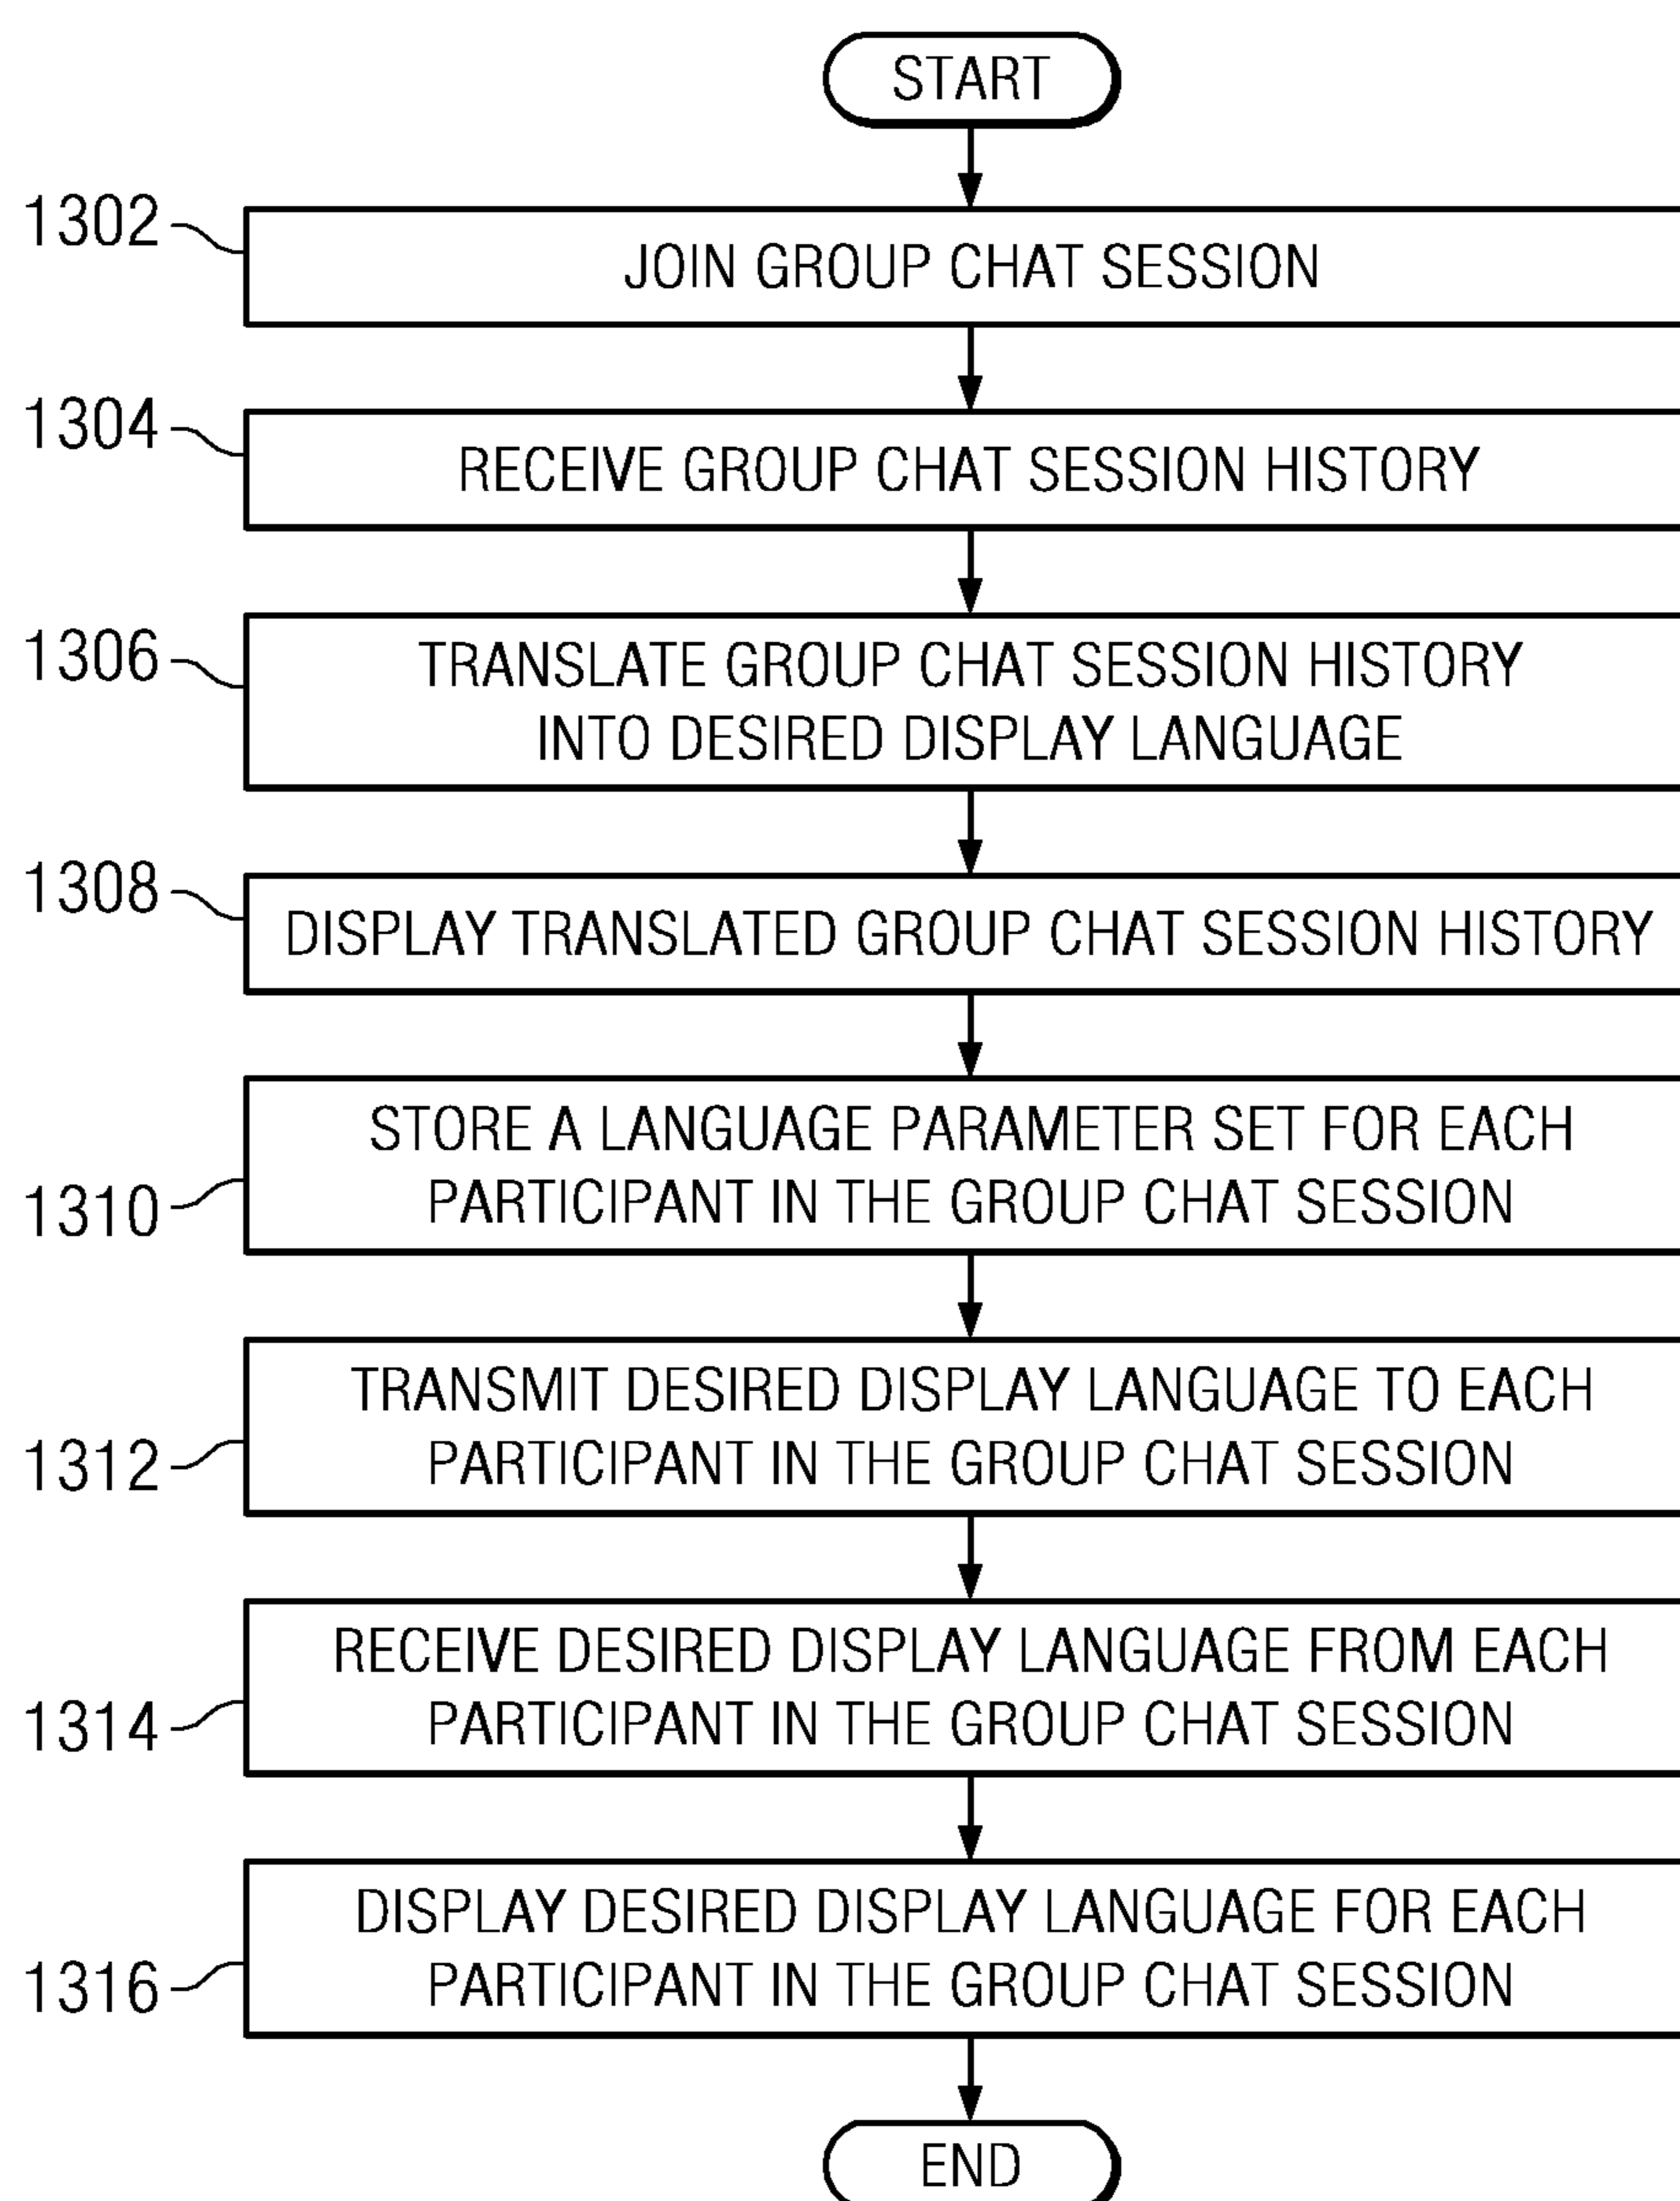 START
1302
JOIN GROUP CHAT SESSION
1304
RECEIVE GROUP CHAT SESSION HISTORY
1306
TRANSLATE GROUP CHAT SESSION HISTORY
INTO DESIRED DISPLAY LANGUAGE
1308
DISPLAY TRANSLATED GROUP CHAT SESSION HISTORY
1310
STORE A LANGUAGE PARAMETER SET FOR EACH
PARTICIPANT IN THE GROUP CHAT SESSION
1312
TRANSMIT DESIRED DISPLAY LANGUAGE TO EACH
PARTICIPANT IN THE GROUP CHAT SESSION
1314
RECEIVE DESIRED DISPLAY LANGUAGE FROM EACH
PARTICIPANT IN THE GROUP CHAT SESSION
1316
DISPLAY DESIRED DISPLAY LANGUAGE FOR EACH
PARTICIPANT IN THE GROUP CHAT SESSION
END